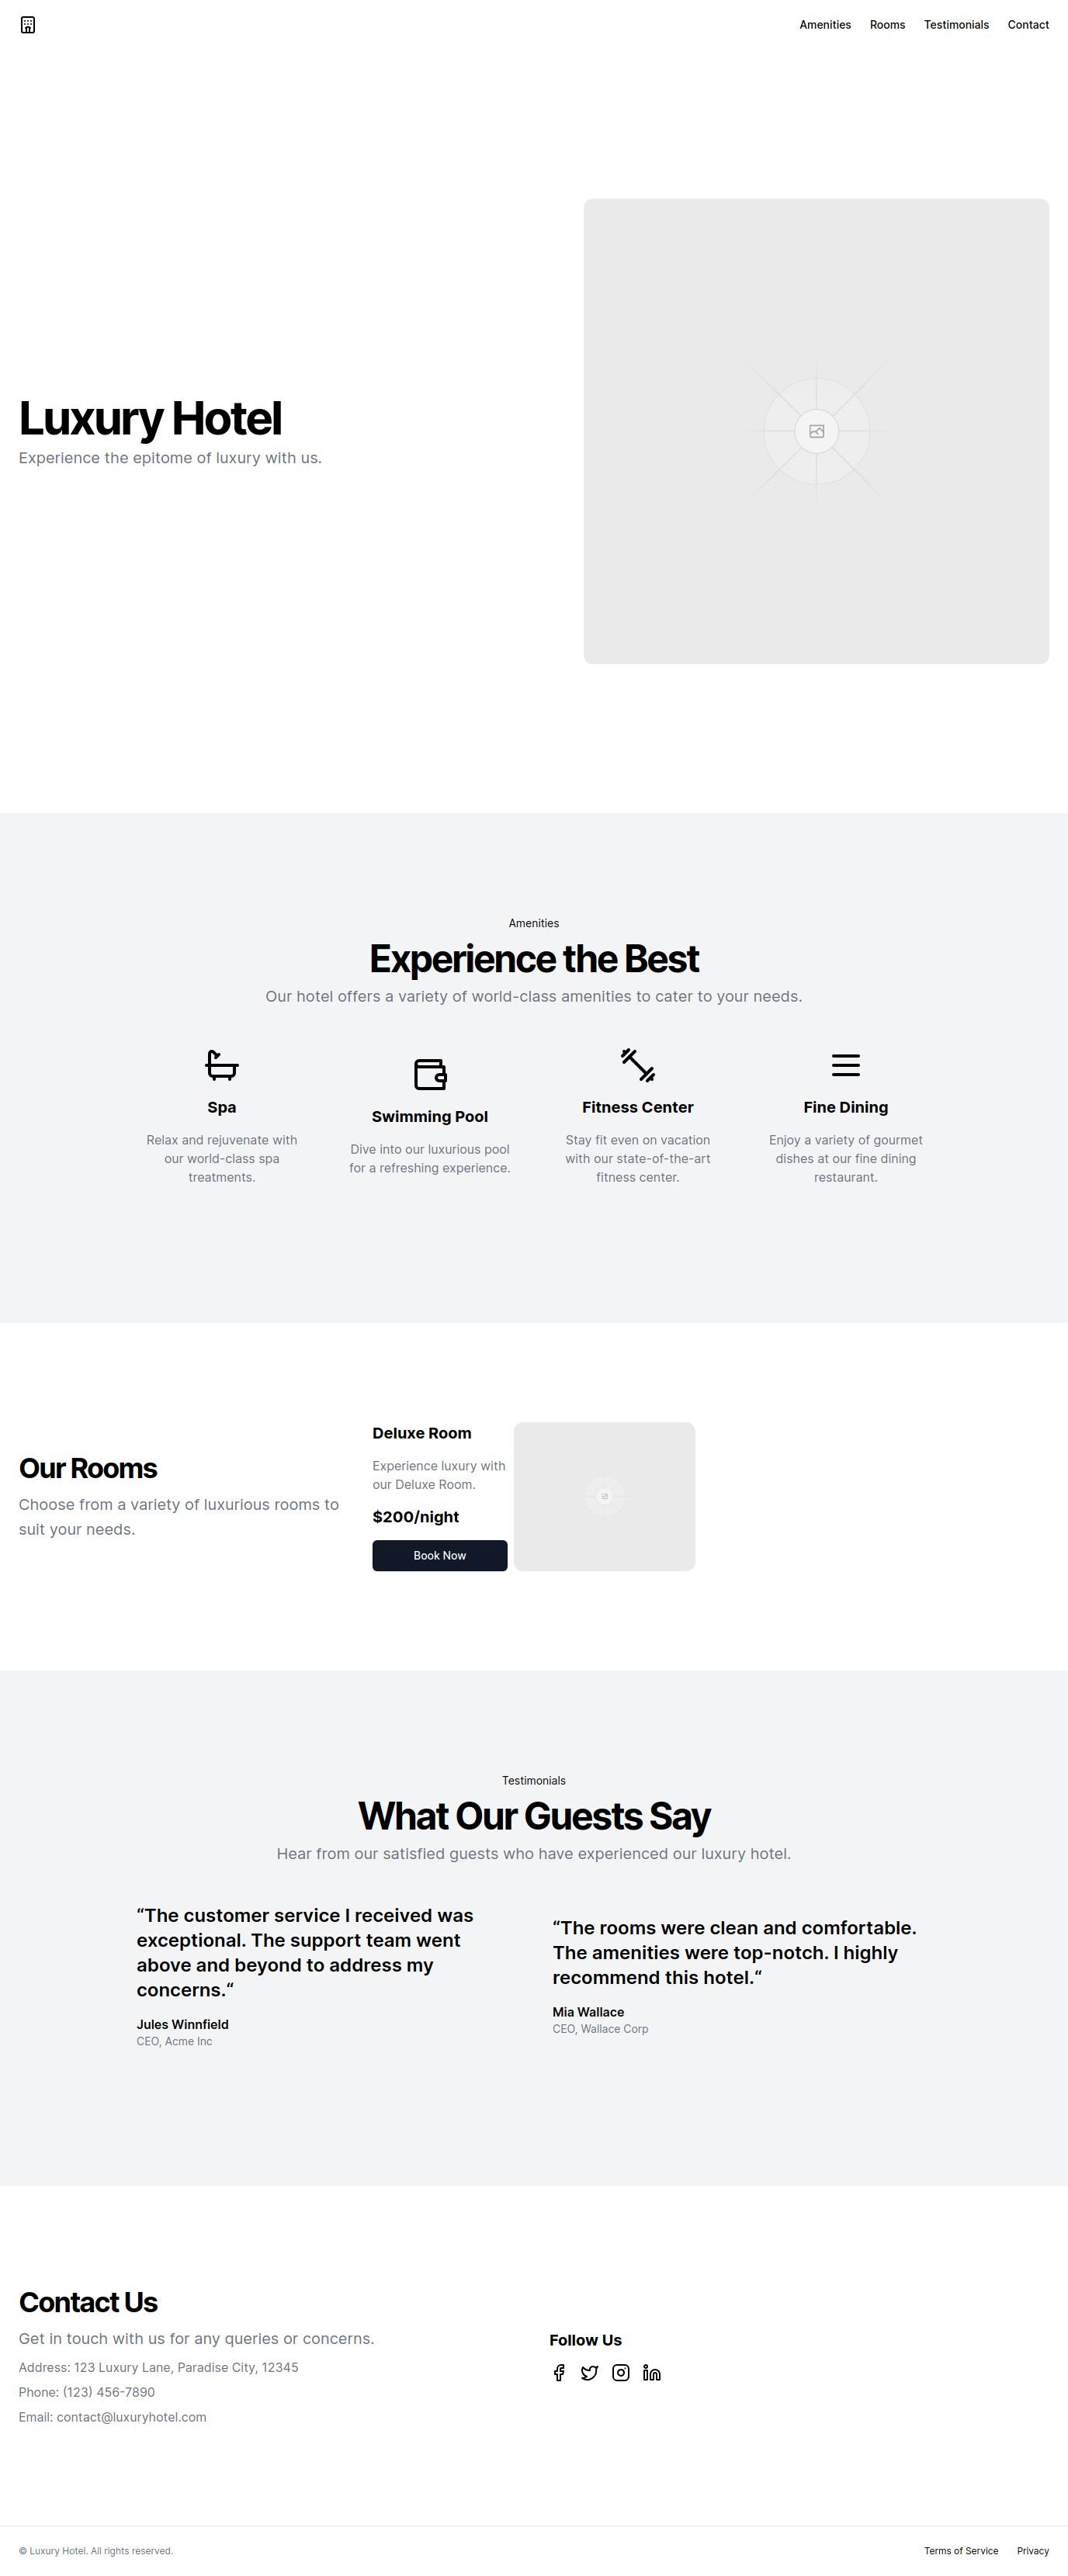 Amenities Rooms Testimonials Contact
Luxury Hotel
Experience the epitome of luxury with us.
Amenities
Experience the Best
Our hotel offers a variety of world-class amenities to cater to your needs.
Spa
Relax and rejuvenate with
our world-class spa
treatments.
Swimming Pool
Dive into our luxurious pool
for a refreshing experience.
Fitness Center
Stay fit even on vacation
with our state-of-the-art
fitness center.
Fine Dining
Enjoy a variety of gourmet
dishes at our fine dining
restaurant.
Our Rooms
Choose from a variety of luxurious rooms to
suit your needs.
Deluxe Room
Experience luxury with
our Deluxe Room.
$200/night
Book Now
Testimonials
What Our Guests Say
Hear from our satisfied guests who have experienced our luxury hotel.
“The customer service I received was
exceptional. The support team went
above and beyond to address my
concerns.“
Jules Winnfield
CEO, Acme Inc
“The rooms were clean and comfortable.
The amenities were top-notch. I highly
recommend this hotel.“
Mia Wallace
CEO, Wallace Corp
Contact Us
Get in touch with us for any queries or concerns.
Address: 123 Luxury Lane, Paradise City, 12345
Phone: (123) 456-7890
Email: contact@luxuryhotel.com
Follow Us
© Luxury Hotel. All rights reserved.
Terms of Service Privacy